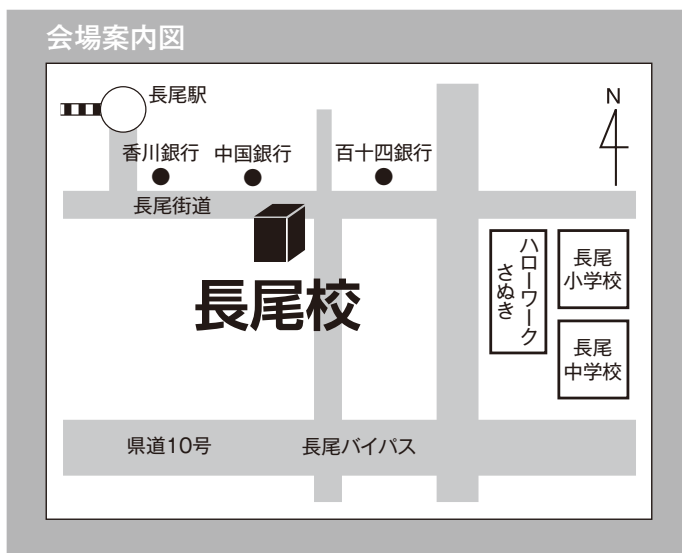 会場案内図
長尾駅
N
香川銀行
中国銀行
百十四銀行
長尾街道
長尾校
ハローワーク
さぬき
長尾
小学校
長尾
中学校
県道10号
長尾バイパス